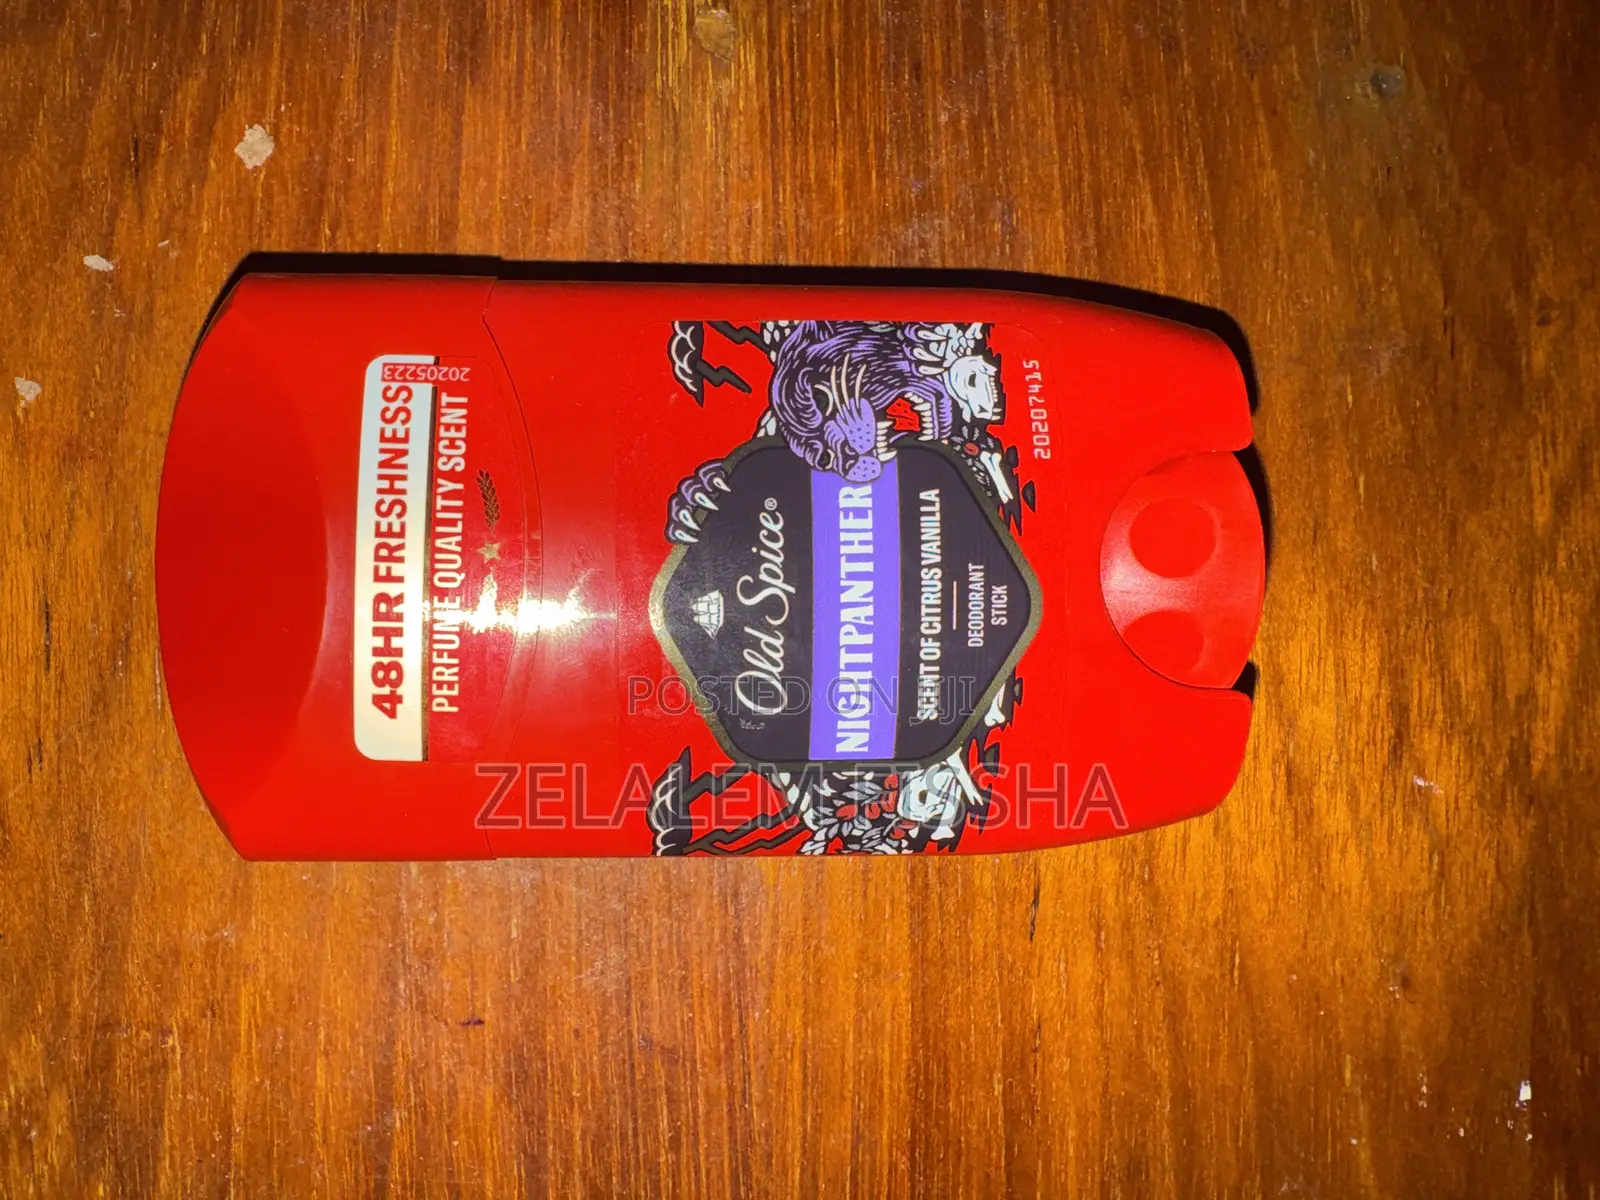 48HR FRESHNESS
20205223
PERFUME QUALITY SCENT
Old Spice®
NIGHTPANTHER
SCENT OF CITRUS VANILLA
DEODORANT
STICK
20207415
POSTED ON JIJI
ZELALEM FISSHA